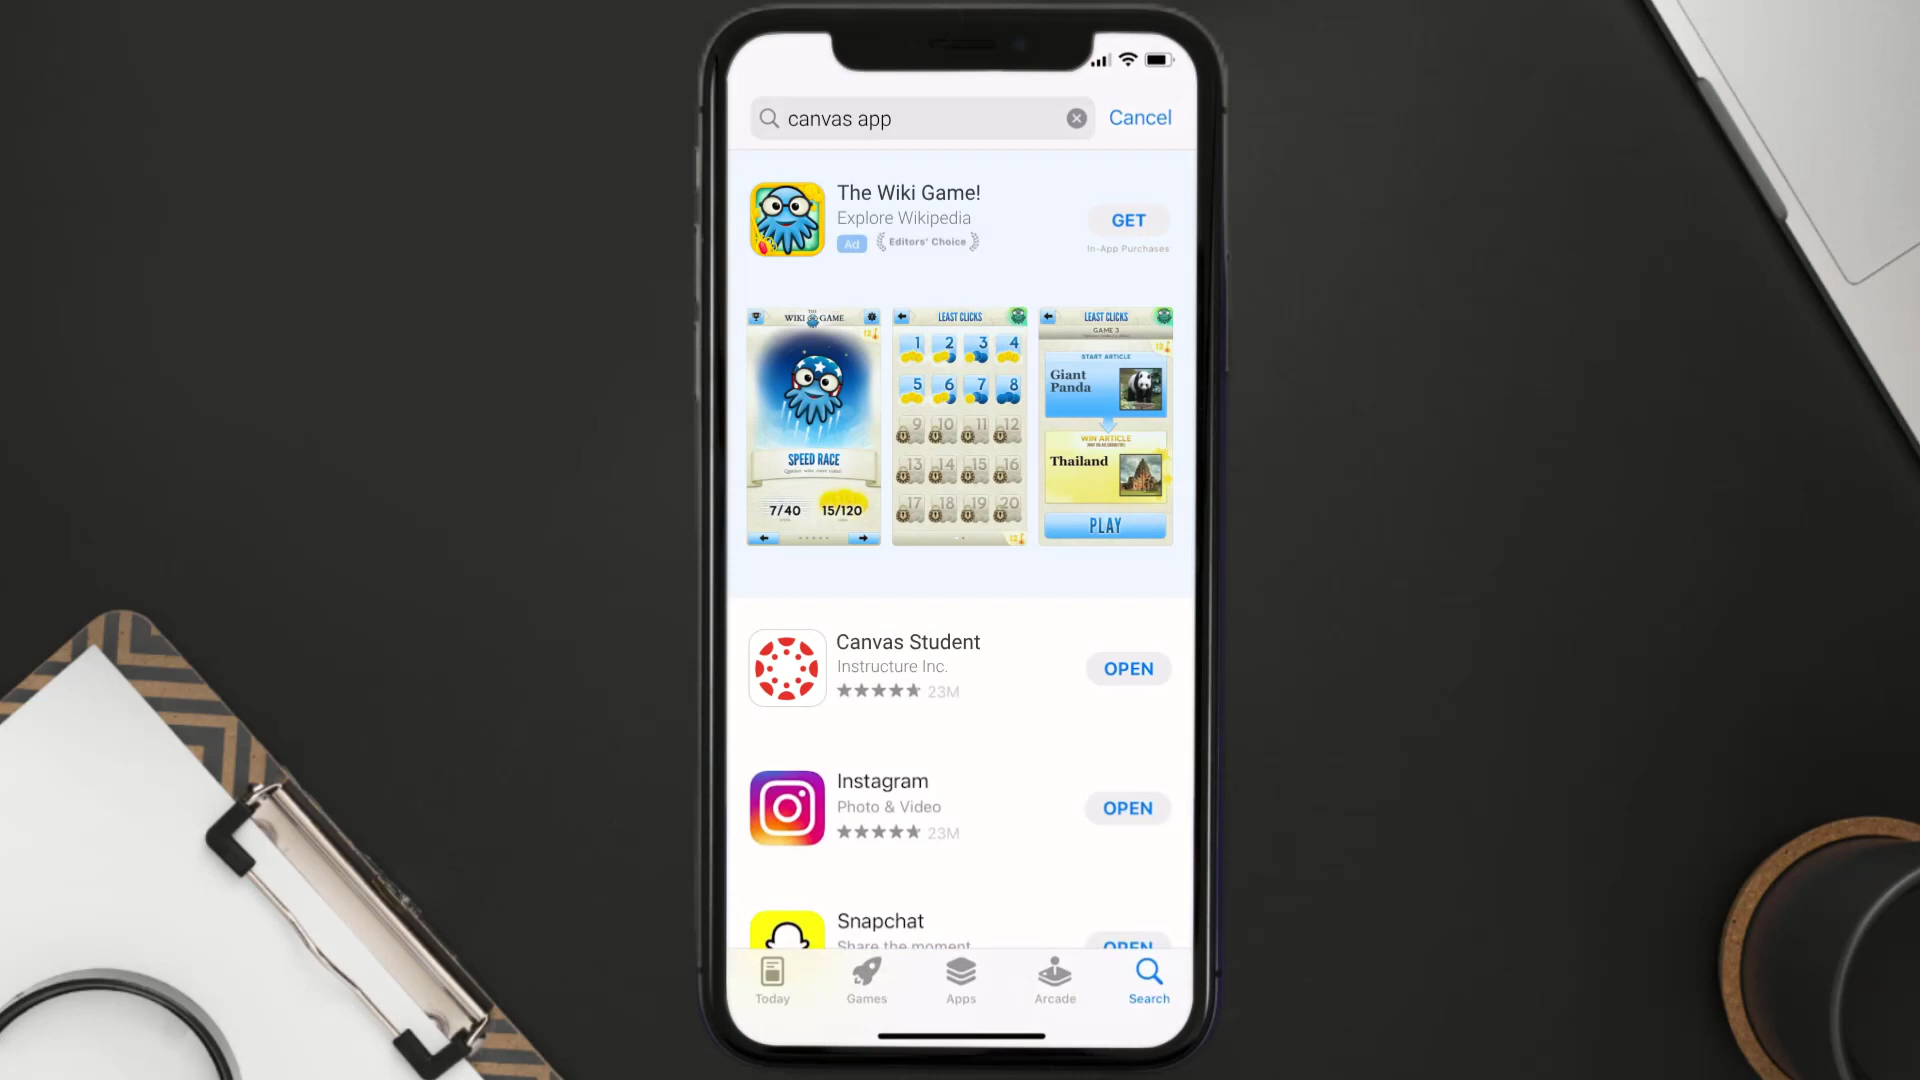 canvas app
Cancel
The Wiki Game!
Explore Wikipedia
Ad
Editors' Choice
GET
In-App Purchases
THE
WIKI GAME
12
SPEED RACE
7/40
15/120
LEAST CLICKS
1 2 3 4
5 6 7 8
9 10 11 12
13 14 15 16
17 18 19 20
12
LEAST CLICKS
GAME 3
12
START ARTICLE
Giant
Panda
WIN ARTICLE
Thailand
PLAY
Canvas Student
Instructure Inc.
23M
OPEN
Instagram
Photo & Video
23M
OPEN
Snapchat
Share the moment
OPEN
Today
Games
Apps
Arcade
Search